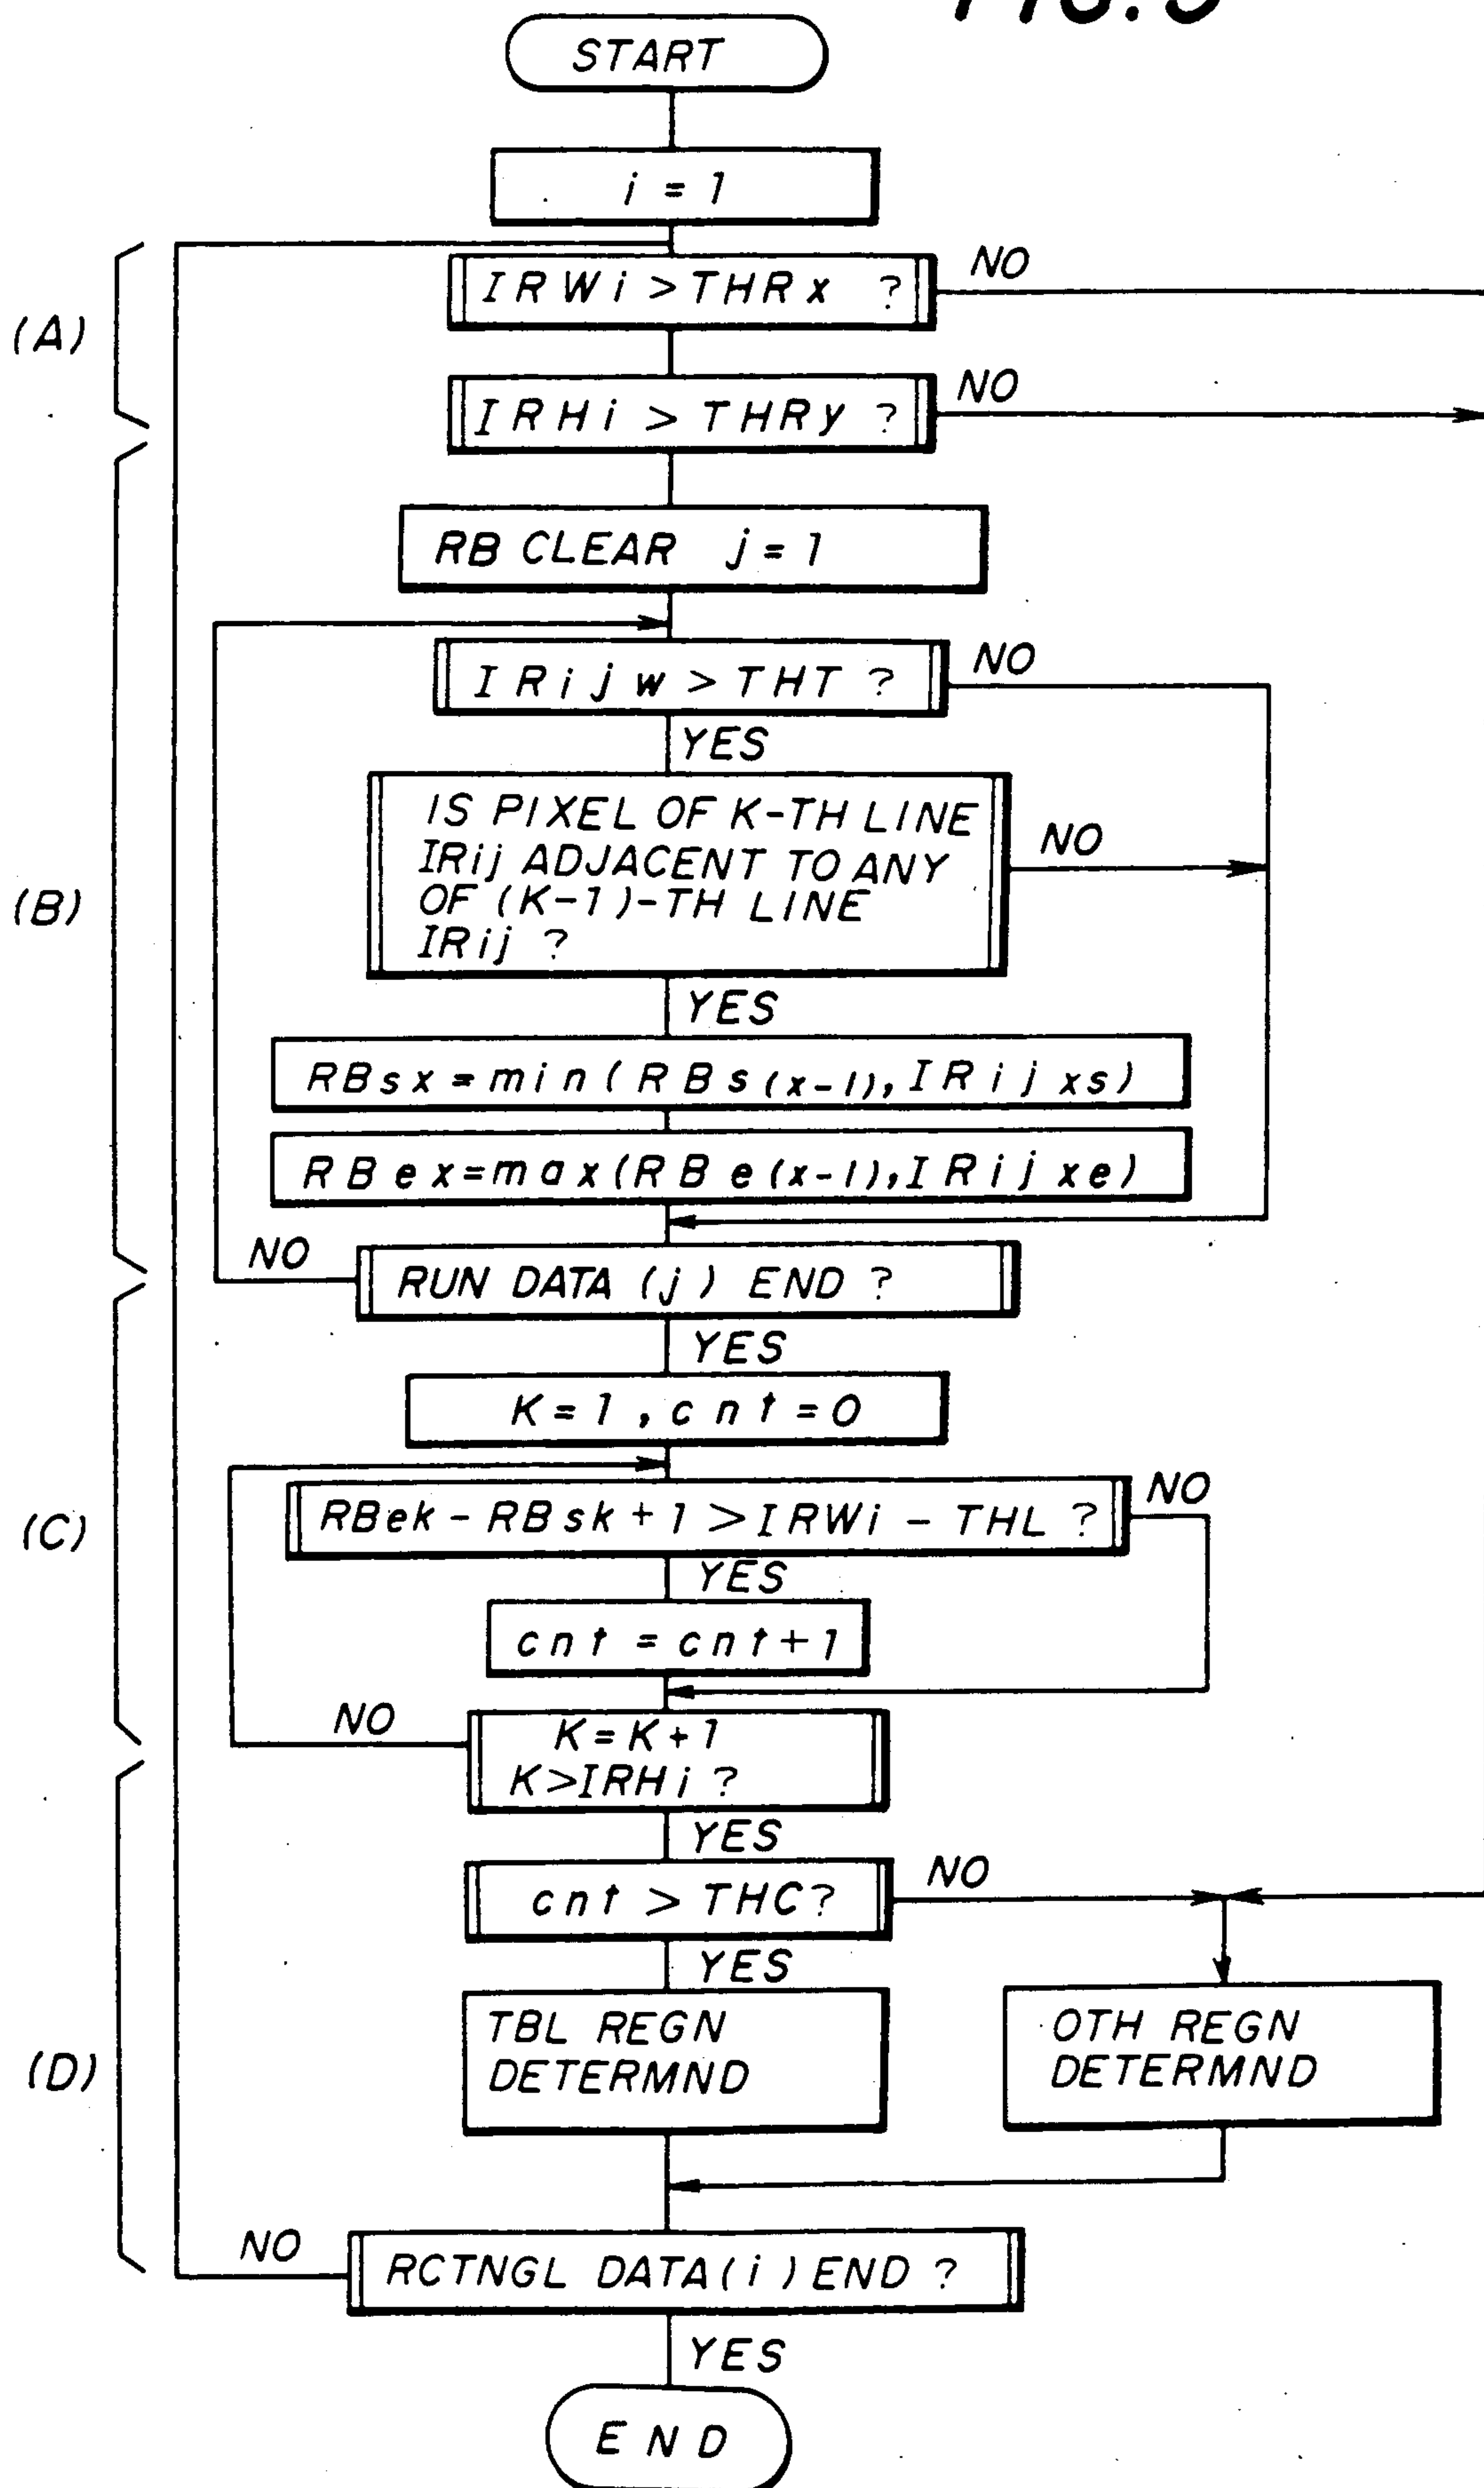 START
i = 1
(A)
IRWi > THRx ?
NO
IRHi > THRy ?
NO
RB CLEAR j = 1
(B)
IRijw > THT ?
NO
YES
IS PIXEL OF K-TH LINE
IRij ADJACENT TO ANY
OF (K-1)-TH LINE
IRij ?
NO
YES
RBsx = min(RBs(x-1), IRijxs)
RBex = max(RBe(x-1), IRijxe)
NO
RUN DATA (j) END ?
YES
K = 1, cnt = 0
(C)
RBek - RBsk + 1 > IRWi - THL ?
NO
YES
cnt = cnt + 1
NO
K = K + 1
K > IRHi ?
YES
cnt > THC ?
NO
YES
(D)
TBL REGN
DETERMND
OTH REGN
DETERMND
NO
RCTNGL DATA(i) END ?
YES
END